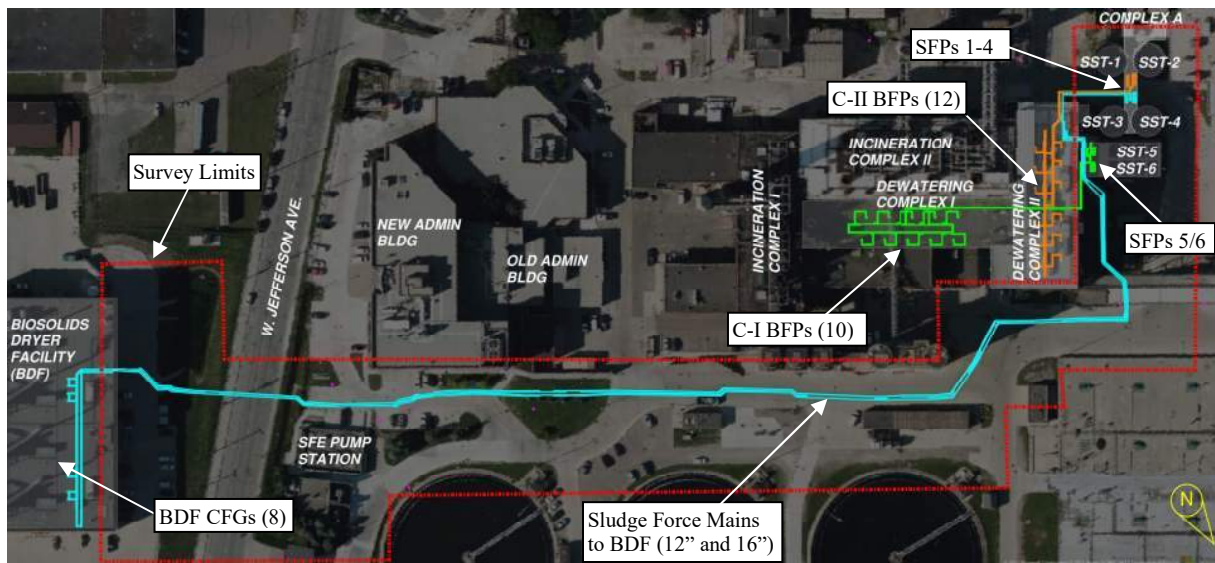 COMPLEX A
SFPs 1-4
SST-1
SST-2
C-II BFPs (12)
SST-3
SST-4
INCINERATION
COMPLEX II
SST-5
SST-6
Survey Limits
DEWATERING
COMPLEX I
NEW ADMIN
BLDG
OLD ADMIN
BLDG
W. JEFFERSON AVE.
INCINERATION
COMPLEX I
DEWATERING
COMPLEX II
SFPs 5/6
C-I BFPs (10)
BIOSOLIDS
DRYER
FACILITY
(BDF)
SFE PUMP
STATION
BDF CFGs (8)
Sludge Force Mains
to BDF (12” and 16”)
N